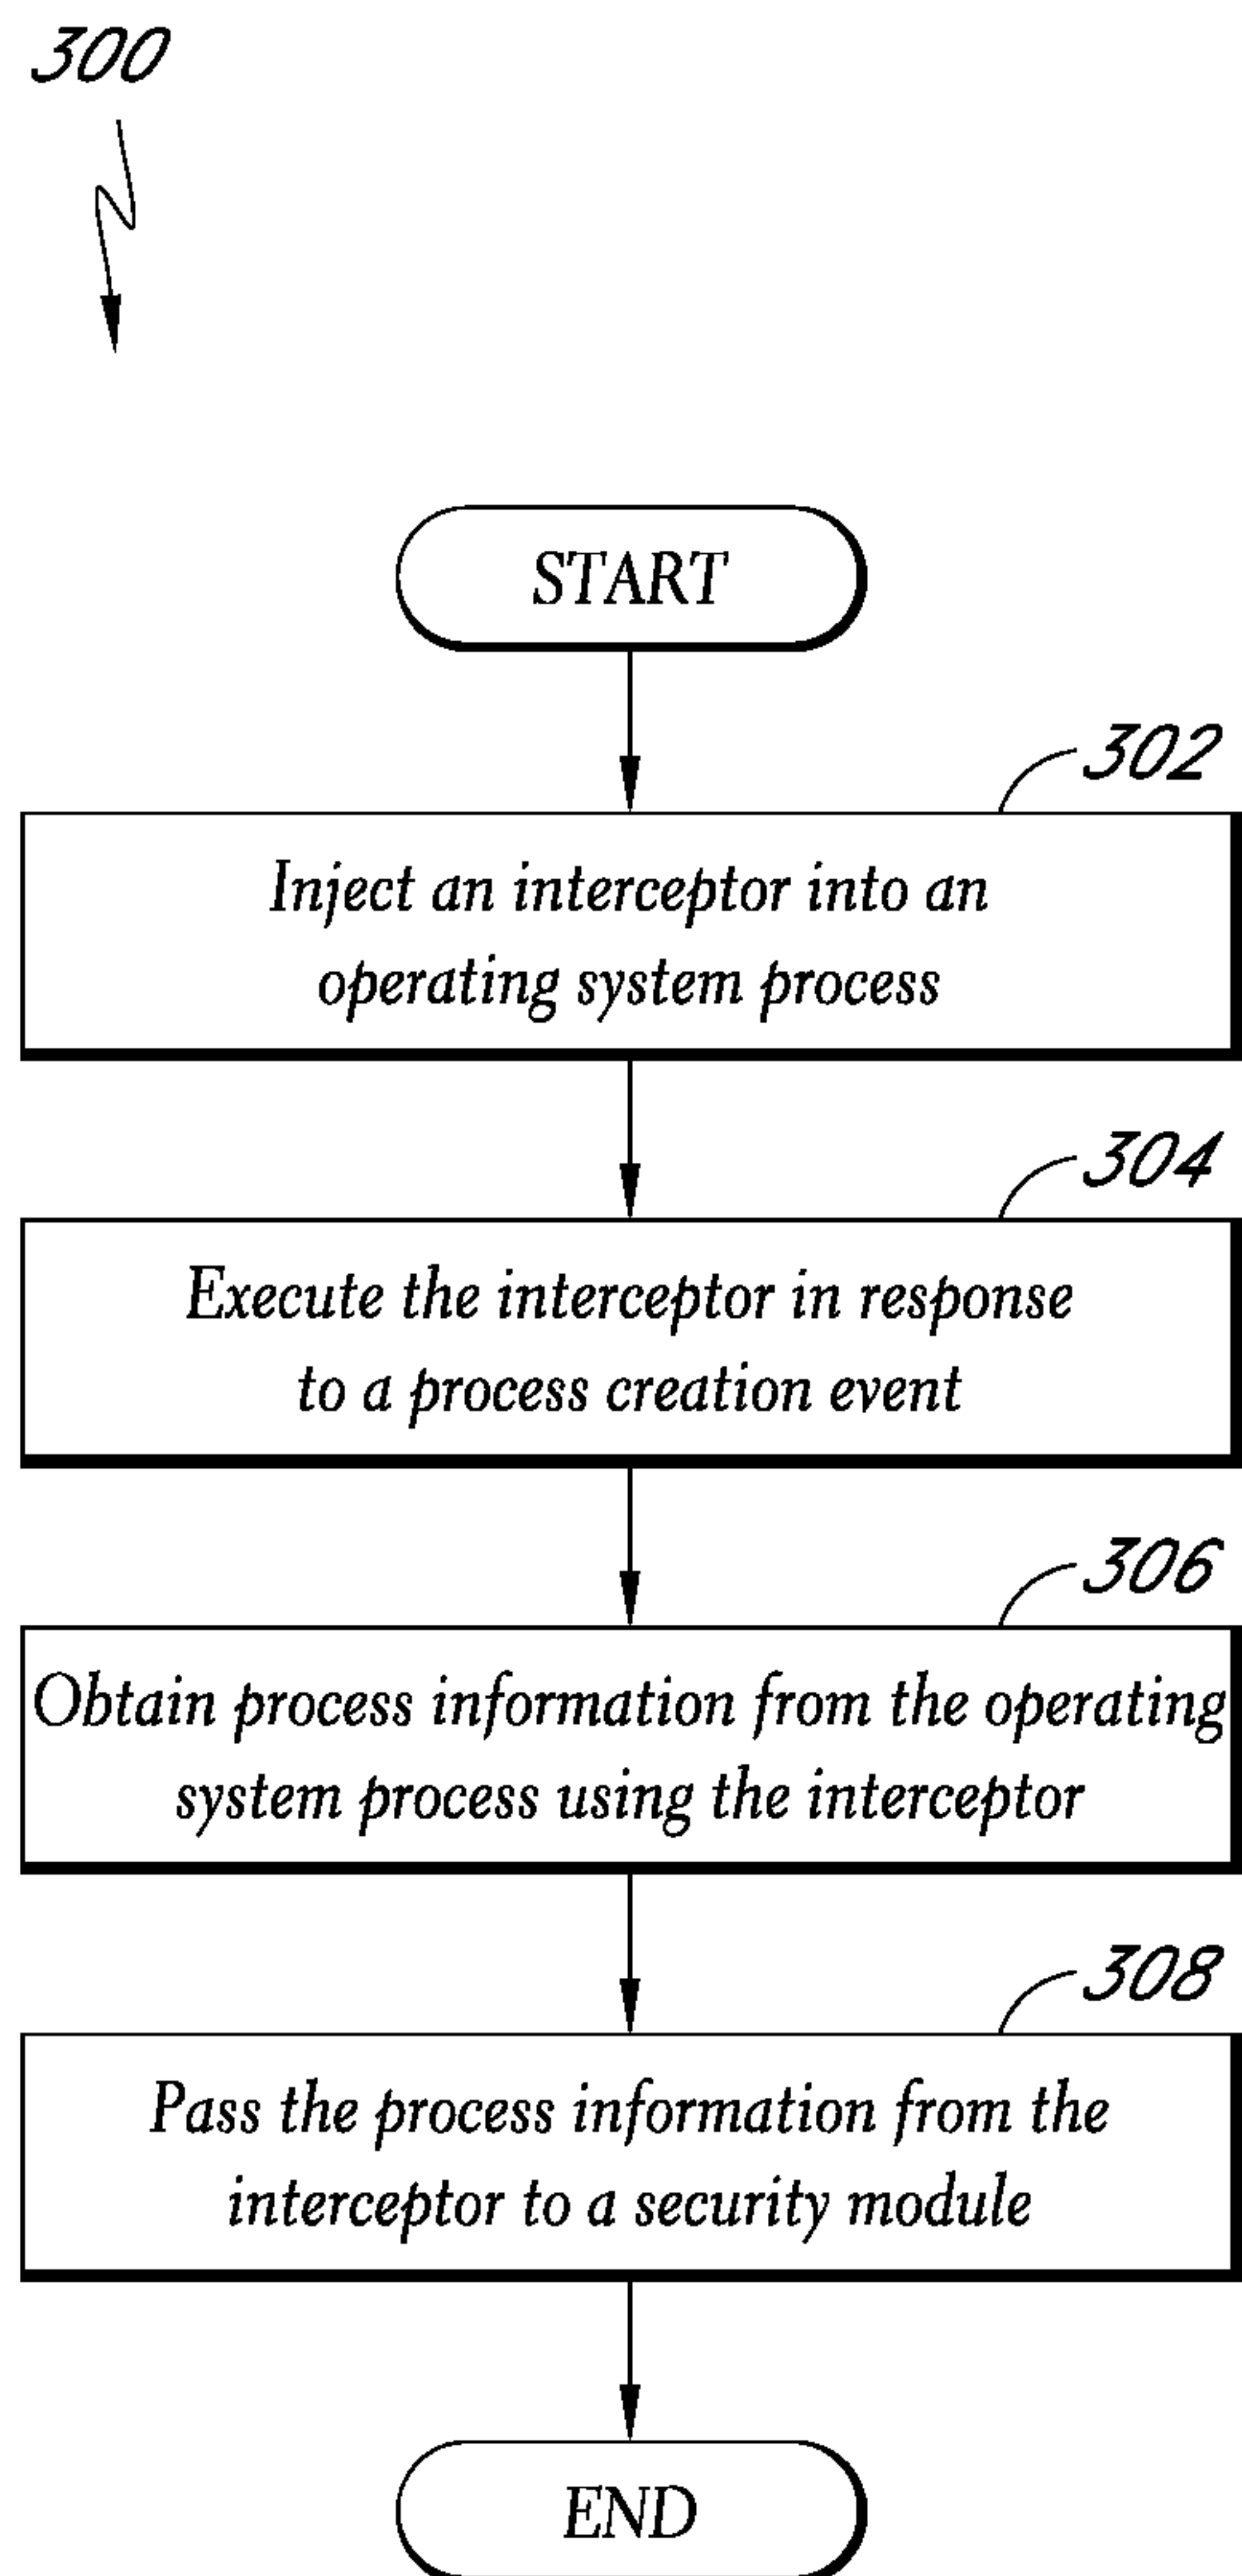 300
START
302
Inject an interceptor into an
operating system process
304
Execute the interceptor in response
to a process creation event
306
Obtain process information from the operating
system process using the interceptor
308
Pass the process information from the
interceptor to a security module
END